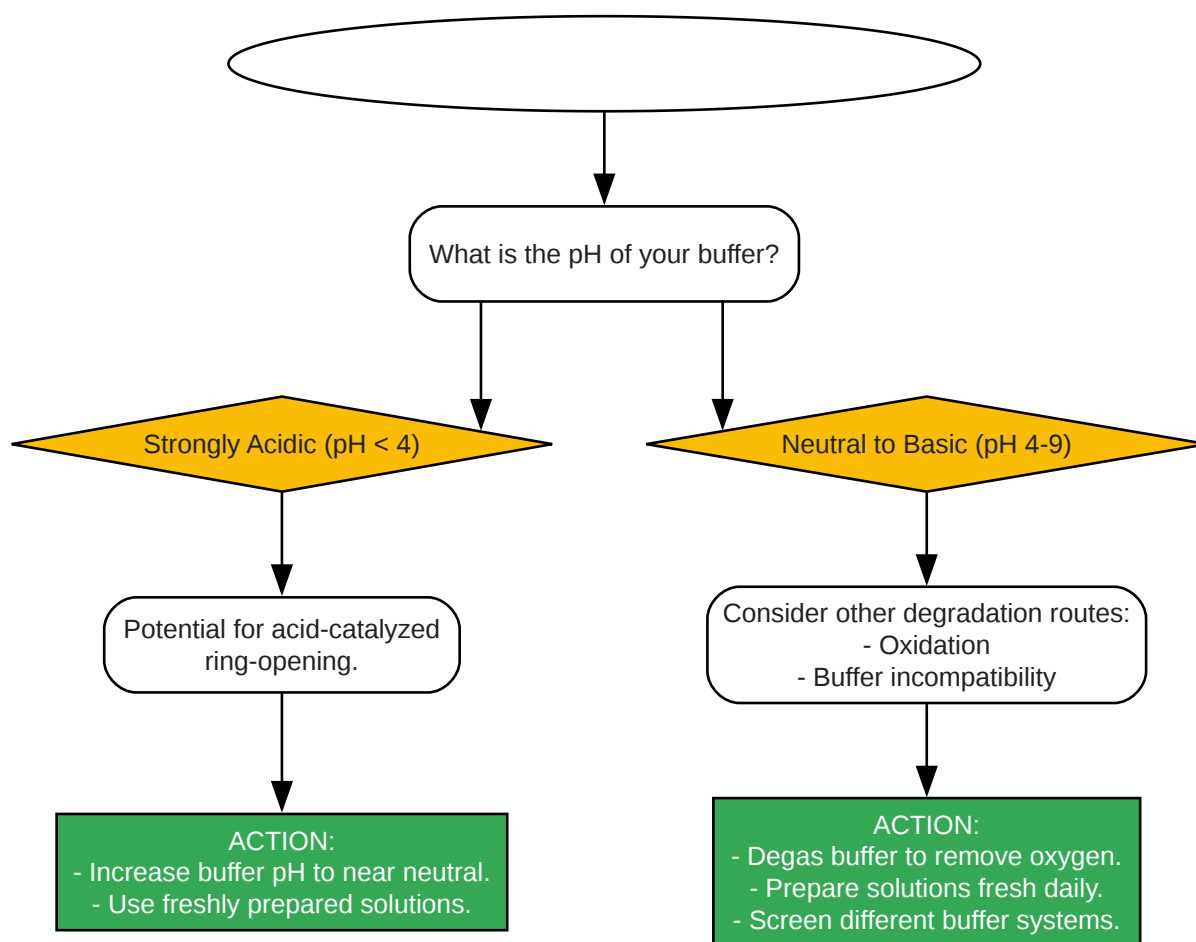 What is the pH of your buffer?
Strongly Acidic (pH < 4)
Neutral to Basic (pH 4-9)
Potential for acid-catalyzed
ring-opening.
Consider other degradation routes:
- Oxidation
- Buffer incompatibility
ACTION:
- Increase buffer pH to near neutral.
- Use freshly prepared solutions.
ACTION:
- Degas buffer to remove oxygen.
- Prepare solutions fresh daily.
- Screen different buffer systems.